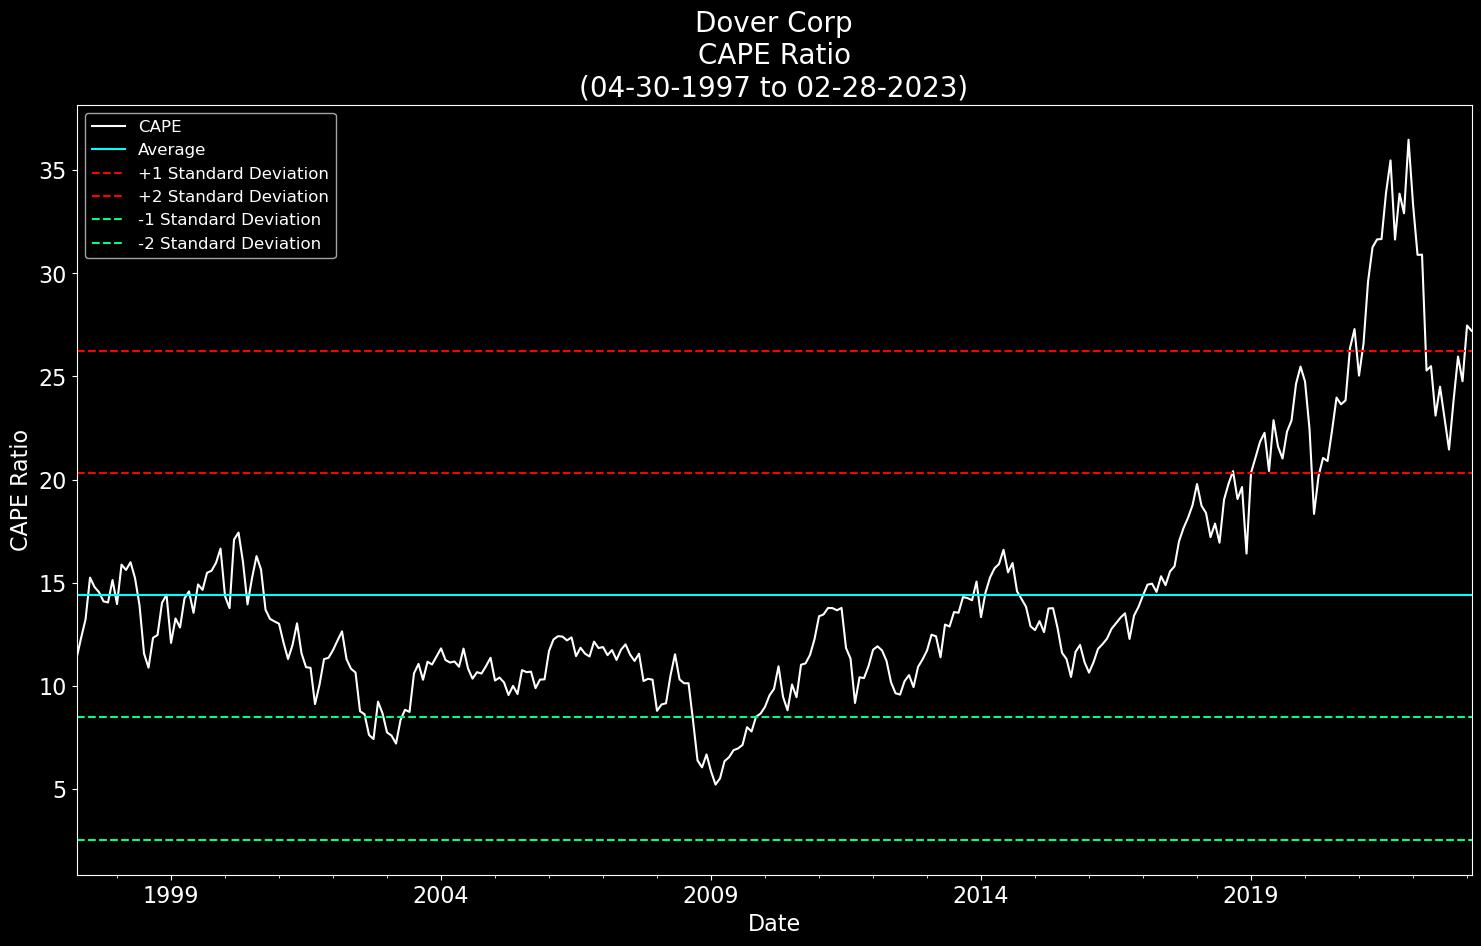 Dover Corp
CAPE Ratio
(04-30-1997 to 02-28-2023)
CAPE
Average
+1 Standard Deviation
+2 Standard Deviation
-1 Standard Deviation
-2 Standard Deviation
35
30
25
20
15
10
5
CAPE Ratio
1999 2004 2009 2014 2019
Date